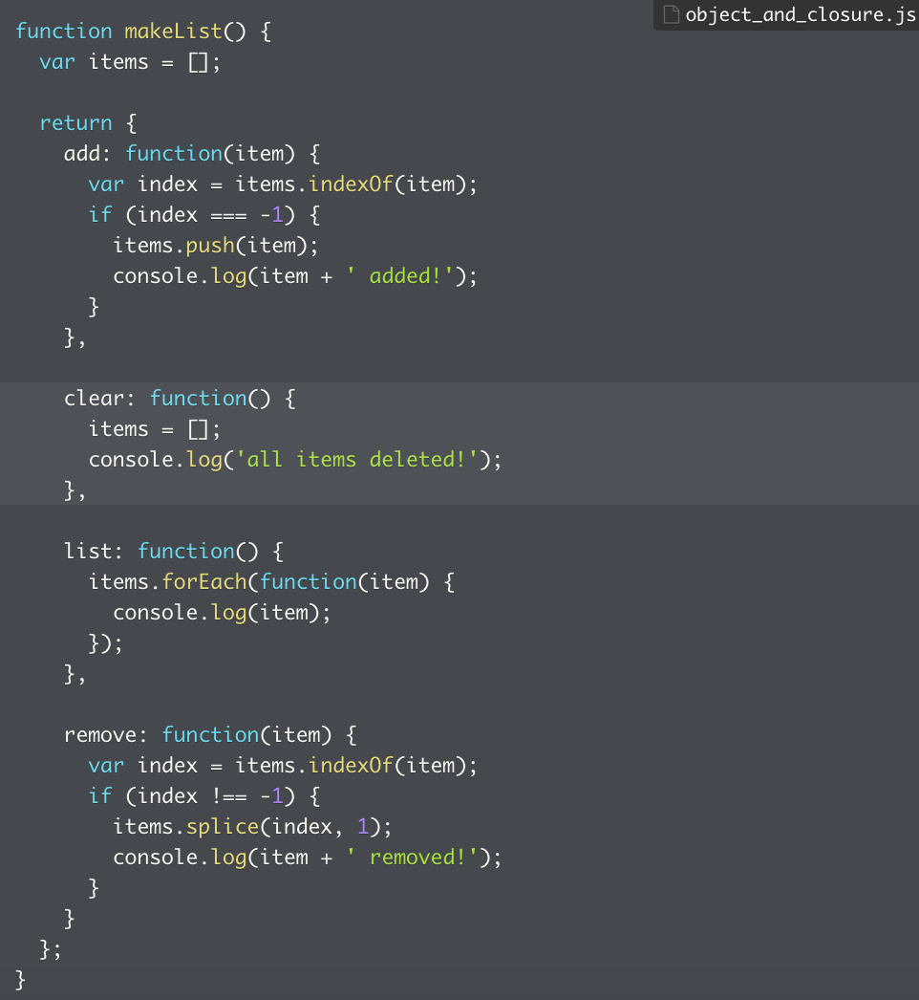 object_and_closure.js
function makeList() {
  var items = [];

  return {
    add: function(item) {
      var index = items.indexOf(item);
      if (index === -1) {
        items.push(item);
        console.log(item + ' added!');
      }
    },

    clear: function() {
      items = [];
      console.log('all items deleted!');
    },

    list: function() {
      items.forEach(function(item) {
        console.log(item);
      });
    },

    remove: function(item) {
      var index = items.indexOf(item);
      if (index !== -1) {
        items.splice(index, 1);
        console.log(item + ' removed!');
      }
    }
  };
}